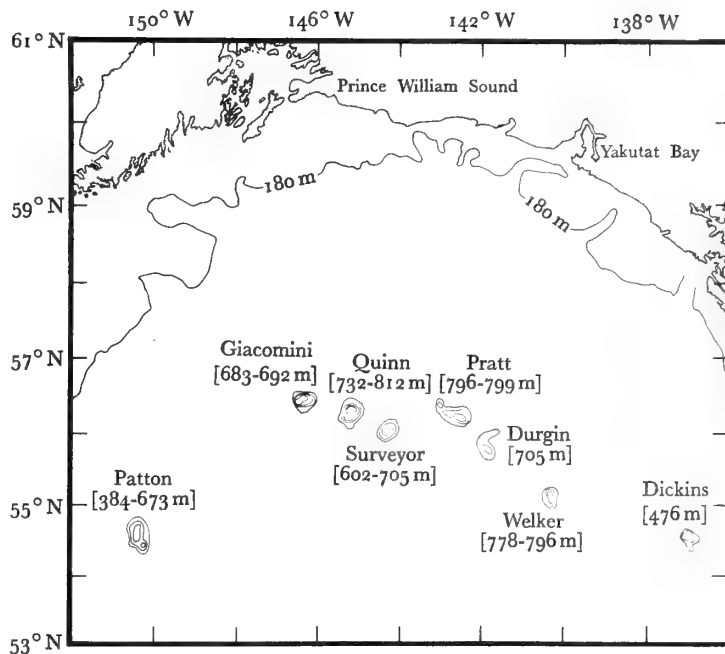 150° W
146° W
142° W
138° W
61° N
Prince William Sound
Yakutat Bay
180 m
59° N
180 m
57° N
Giacomini
[683-692 m]
Quinn
[732-812 m]
Pratt
[796-799 m]
Surveyor
[602-705 m]
Durgin
[705 m]
Patton
[384-673 m]
55° N
Welker
[778-796 m]
Dickins
[476 m]
53° N